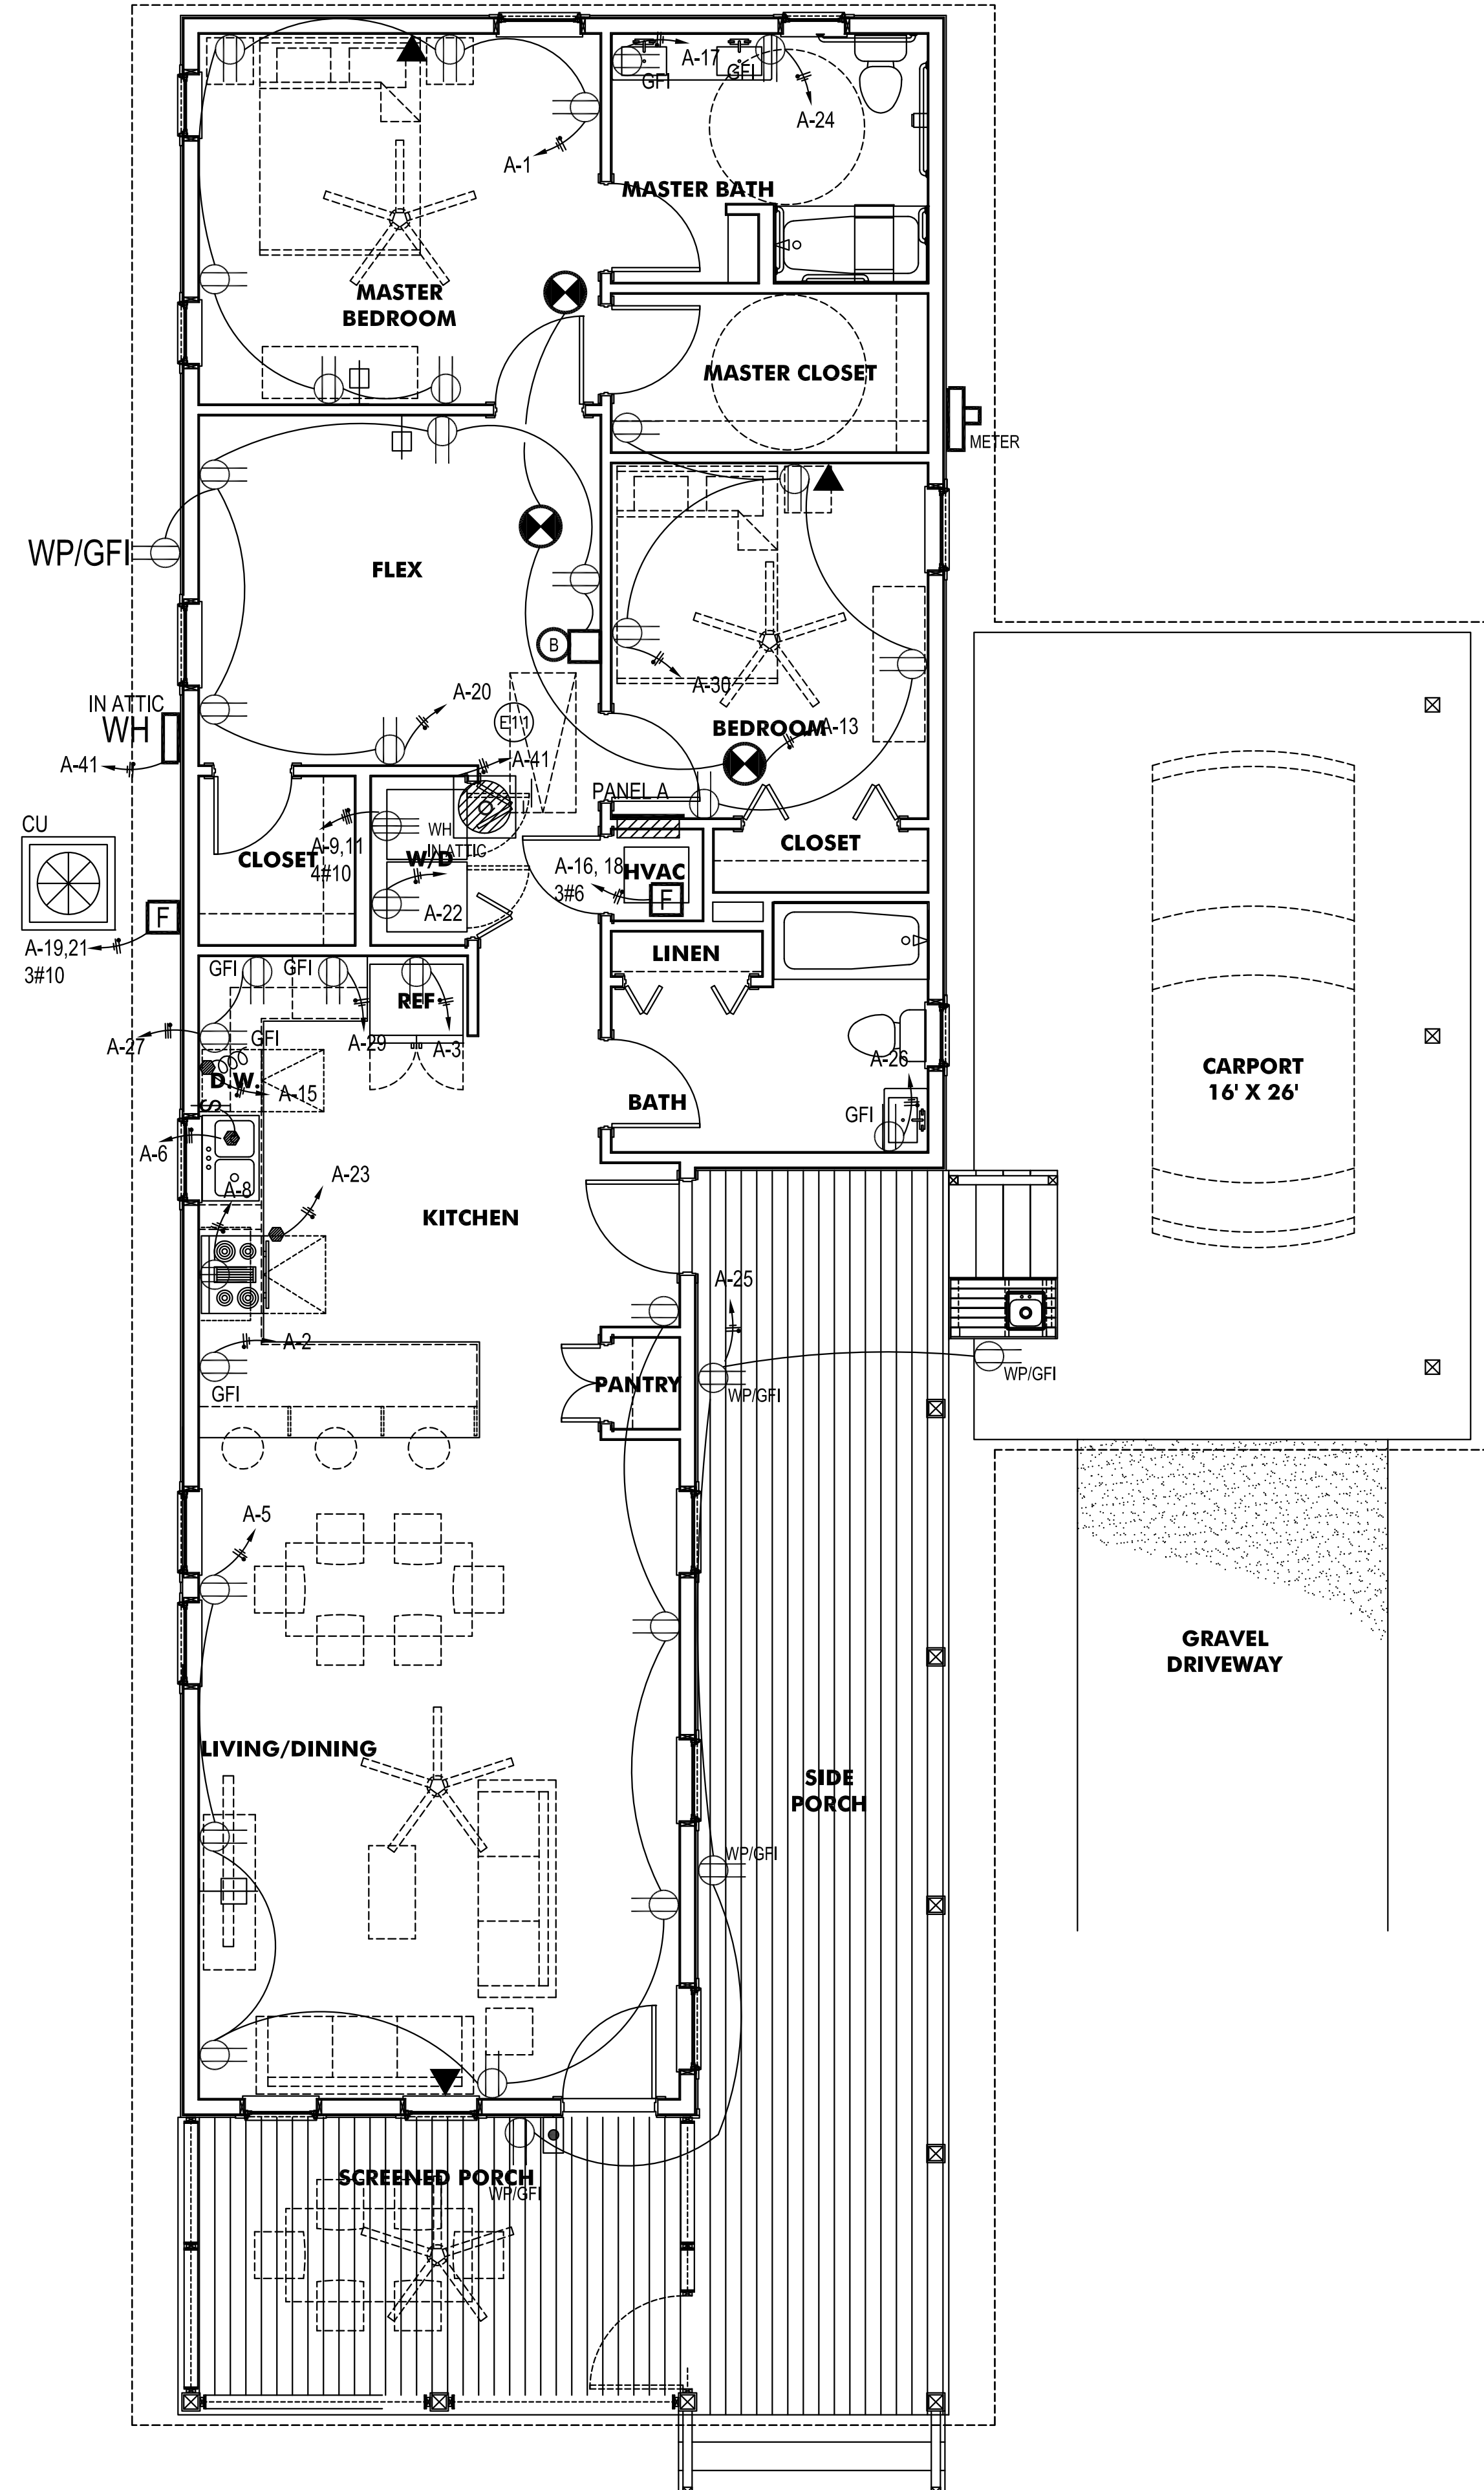 A-17
GFI
GFI
A-24
A-1
MASTER BATH
MASTER
BEDROOM
MASTER CLOSET
METER
WP/GFI
FLEX
B
A-20
A-30
IN ATTIC
WH
E11
BEDROOM
A-13
A-41
A-41
PANEL A
CU
WH
IN ATTIC
A-9,11
4#10
CLOSET
W/D
A-16, 18
3#6
HVAC
CLOSET
F
F
A-22
A-19,21
3#10
LINEN
GFI
GFI
REF.
A-27
GFI
A-29
A-3
A-26
D.W.
A-15
S
BATH
GFI
CARPORT
16' X 26'
A-6
A-23
A-8
KITCHEN
A-25
A-2
GFI
PANTRY
WP/GFI
WP/GFI
A-5
GRAVEL
DRIVEWAY
LIVING/DINING
SIDE
PORCH
WP/GFI
SCREENED PORCH
WP/GFI